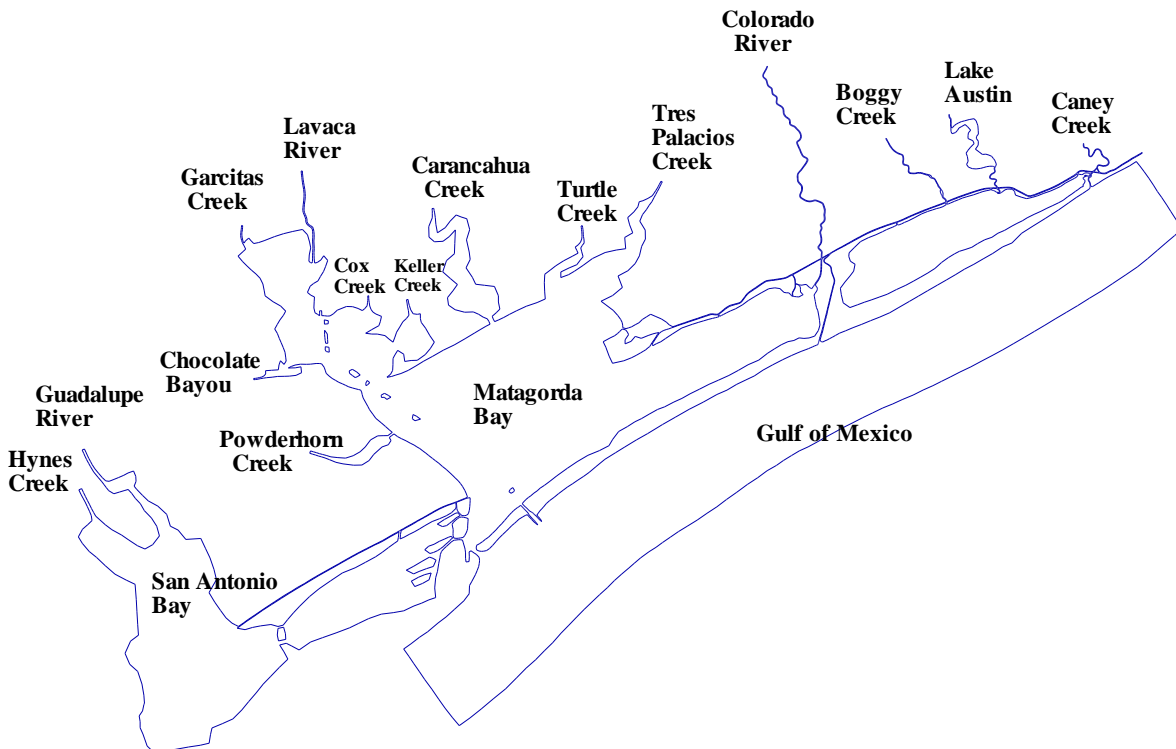 Colorado
River
Lake
Austin
Boggy
Creek
Caney
Creek
Tres
Palacios
Creek
Lavaca
River
Carancahua
Creek
Garcitas
Creek
Turtle
Creek
Cox
Creek
Keller
Creek
Chocolate
Bayou
Guadalupe
River
Matagorda
Bay
Gulf of Mexico
Powderhorn
Creek
Hynes
Creek
San Antonio
Bay